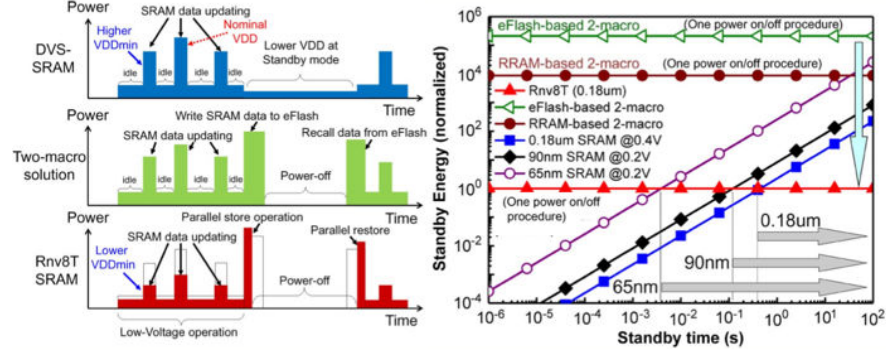 Power
SRAM data updating
Nominal
VDD
Higher
VDDmin
DVS-
SRAM
Lower VDD at
Standby mode
idle idle idle idle
Time
Power
Write SRAM data to eFlash
SRAM data updating
Recall data from eFlash
Two-macro
solution
idle idle idle idle
Power-off
Time
Power
Parallel store operation
SRAM data updating
Parallel restore
Rnv8T
SRAM
Lower
VDDmin
Power-off
Time
Low-Voltage operation
Standby Energy (normalized)
10^6
10^4
10^2
10^0
10^-2
10^-4
eFlash-based 2-macro
(One power on/off procedure)
RRAM-based 2-macro
(One power on/off procedure)
Rnv8T (0.18um)
eFlash-based 2-macro
RRAM-based 2-macro
0.18um SRAM @0.4V
90nm SRAM @0.2V
65nm SRAM @0.2V
(One power on/off
procedure)
0.18um
90nm
65nm
10^-6 10^-5 10^-4 10^-3 10^-2 10^-1 10^0 10^1 10^2
Standby time (s)